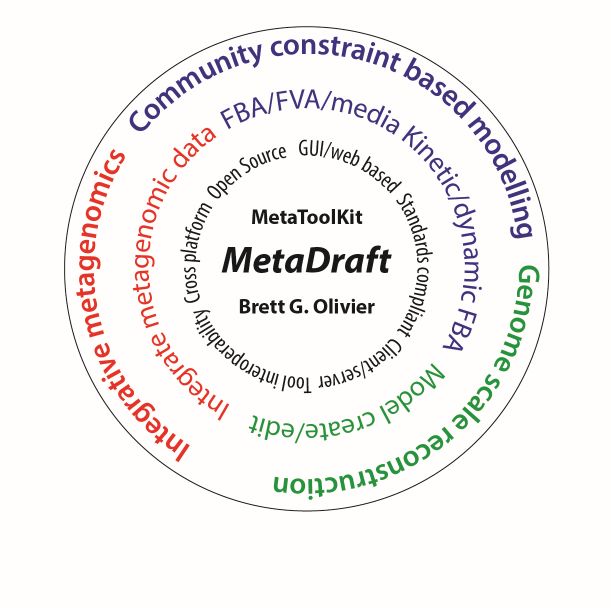 Community constraint based modelling
Genome scale reconstruction
Integrative metagenomics
FBA/FVA/media Kinetic/dynamic FBA
Model create/edit
Integrate metagenomic data
GUI/web based
Standards compliant
Client/server
Tool interoperability
Cross platform
Open Source
MetaToolKit
MetaDraft
Brett G. Olivier